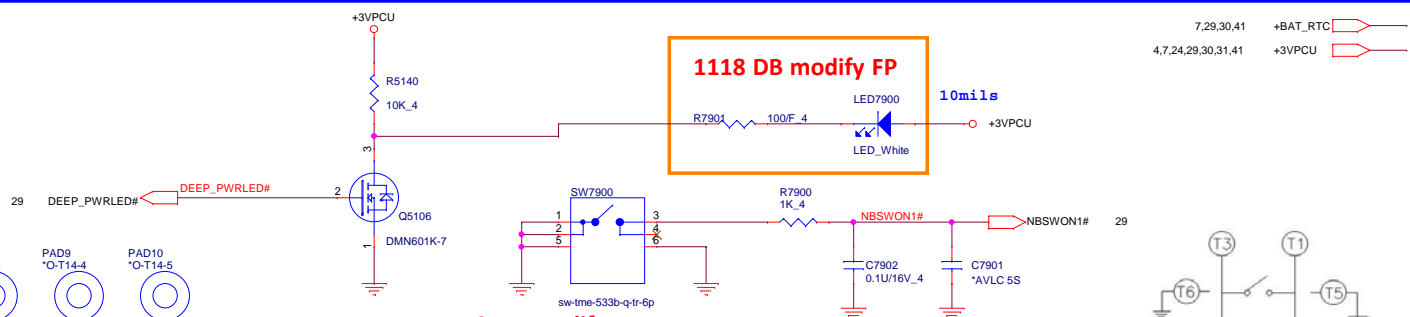 +3VPCU
7,29,30,41 +BAT_RTC
4,7,24,29,30,31,41 +3VPCU
1118 DB modify FP
R5140
10K_4
LED7900
10mils
R7901 100/F_4
+3VPCU
LED_White
3
29 DEEP_PWRLED# DEEP_PWRLED# 2
Q5106
DMN601K-7
1
SW7900
1
2
5
3
4
6
R7900
1K_4
NBSWON1#
NBSWON1# 29
PAD9
*O-T14-4
PAD10
*O-T14-5
C7902
0.1U/16V_4
C7901
*AVLC 5S
sw-tme-533b-q-tr-6p
T3
T1
T6
T5